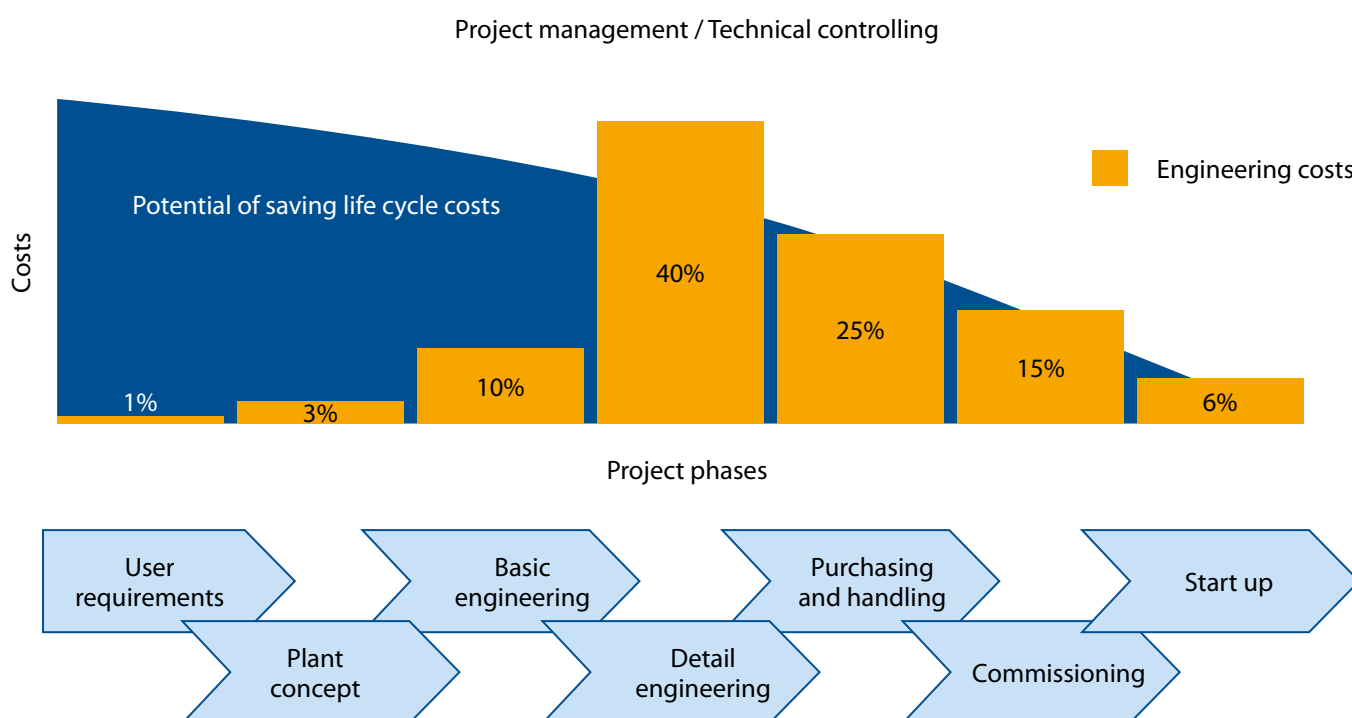 Project management / Technical controlling
Engineering costs
Potential of saving life cycle costs
Costs
40%
25%
15%
10%
6%
3%
1%
Project phases
User
requirements
Basic
engineering
Purchasing
and handling
Start up
Plant
concept
Detail
engineering
Commissioning